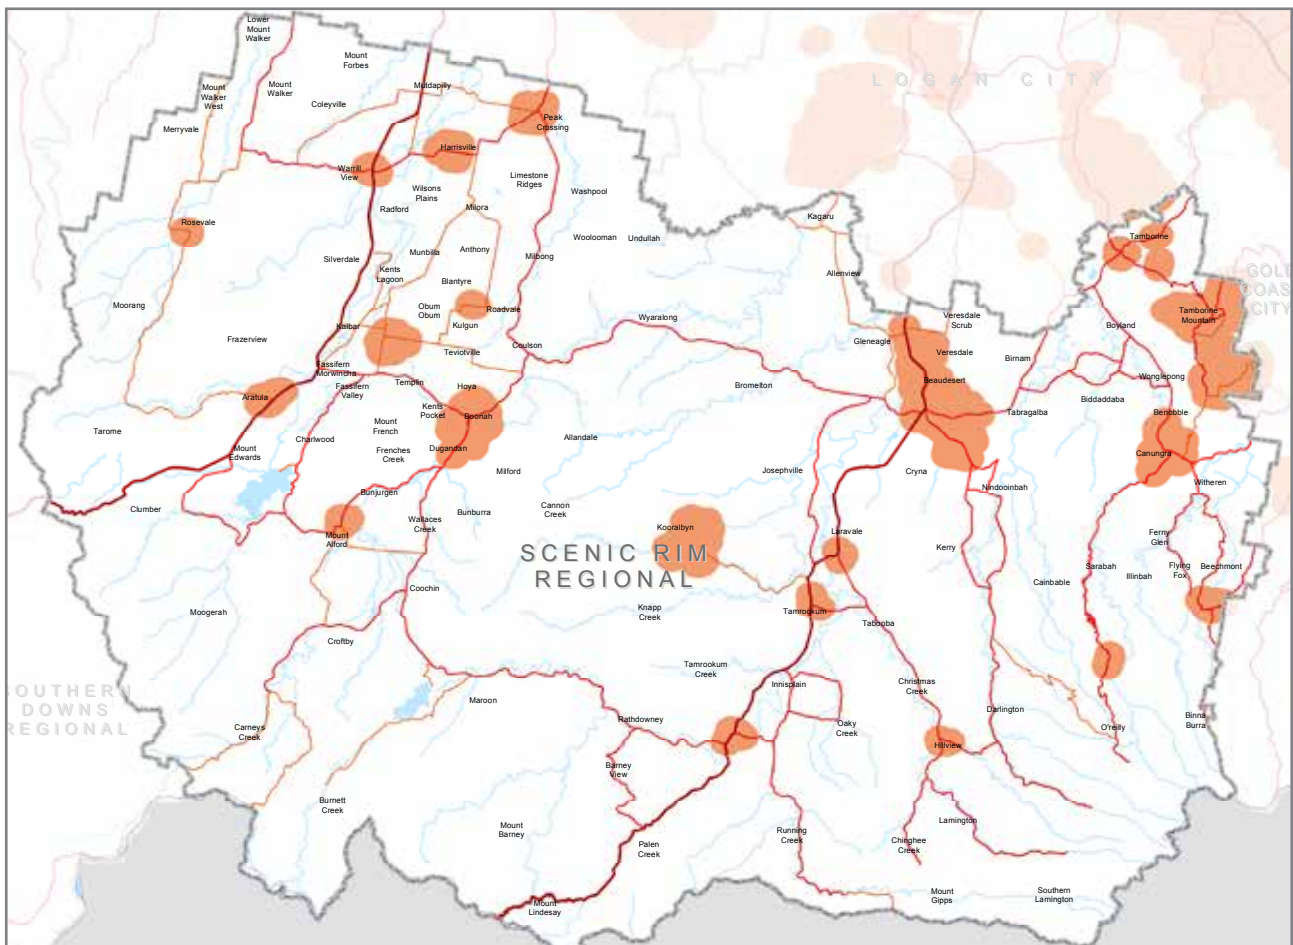 Lower
Mount
Walker
Mount
Forbes
LOGAN CITY
Mount
Walker
West
Mount
Walker
Mutdapilly
Coleyville
Peak
Crossing
Merryvale
Harrisville
Warrill
View
Limestone
Ridges
Washpool
Wilsons
Plains
Radford
Milora
Rosevale
Kagaru
Tamborine
Woolooman
Undullah
Munbilla
Anthony
Milbong
Silverdale
Kents
Lagoon
Allenview
GOLD
COAST
CITY
Blantyre
Moorang
Obum
Obum
Roadvale
Tamborine
Mountain
Veresdale
Scrub
Wyaralong
Kalbar
Kulgun
Boyland
Frazerview
Gleneagle
Coulson
Teviotville
Veresdale
Birnam
Fassifern
Morwincha
Wonglepong
Templin
Hoya
Bromelton
Beaudesert
Fassifern
Valley
Aratula
Kents
Pocket
Boonah
Biddaddaba
Tabragalba
Benobble
Mount
French
Tarome
Charlwood
Allandale
Mount
Edwards
Frenches
Creek
Dugandan
Canungra
Milford
Josephville
Cryna
Witheren
Bunjurgen
Nindooinbah
Clumber
Cannon
Creek
Bunburra
Wallaces
Creek
Kooralbyn
Mount
Alford
Laravale
Ferny
Glen
Kerry
SCENIC RIM
REGIONAL
Sarabah
Flying
Fox
Beechmont
Illinbah
Cainbable
Coochin
Moogerah
Knapp
Creek
Tamrookum
Tabooba
Croftby
Tamrookum
Creek
SOUTHERN
DOWNS
REGIONAL
Innisplain
Christmas
Creek
Maroon
Darlington
Rathdowney
Binna
Burra
Carneys
Creek
Oaky
Creek
O'reilly
Hillview
Barney
View
Burnett
Creek
Lamington
Mount
Barney
Running
Creek
Palen
Creek
Chinghee
Creek
Mount
Gipps
Southern
Lamington
Mount
Lindesay